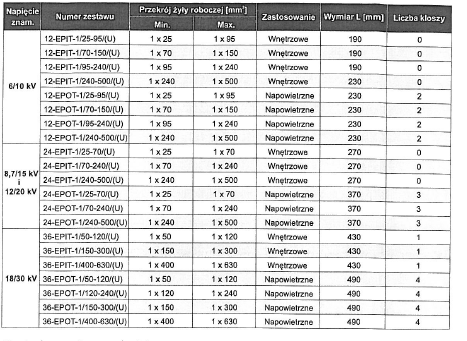 Napięcie znam. Numer zestawu Przekrój żyły roboczej [mm²] Zastosowanie Wymiar L [mm] Liczba kloszy
Min. Max.
6/10 kV
12-EPIT-1/25-95/(U) 1 x 25 1 x 95 Wnętrzowe 190 0
12-EPIT-1/70-150/(U) 1 x 70 1 x 150 Wnętrzowe 190 0
12-EPIT-1/95-240/(U) 1 x 95 1 x 240 Wnętrzowe 190 0
12-EPIT-1/240-500/(U) 1 x 240 1 x 500 Wnętrzowe 230 0
12-EPOT-1/25-95/(U) 1 x 25 1 x 95 Napowietrzne 230 2
12-EPOT-1/70-150/(U) 1 x 70 1 x 150 Napowietrzne 230 2
12-EPOT-1/95-240/(U) 1 x 95 1 x 240 Napowietrzne 230 2
12-EPOT-1/240-500/(U) 1 x 240 1 x 500 Napowietrzne 230 2
8,7/15 kV i 12/20 kV
24-EPIT-1/25-70/(U) 1 x 25 1 x 70 Wnętrzowe 270 0
24-EPIT-1/70-240/(U) 1 x 70 1 x 240 Wnętrzowe 270 0
24-EPIT-1/240-500/(U) 1 x 240 1 x 500 Wnętrzowe 270 0
24-EPOT-1/25-70/(U) 1 x 25 1 x 70 Napowietrzne 370 3
24-EPOT-1/70-240/(U) 1 x 70 1 x 240 Napowietrzne 370 3
24-EPOT-1/240-500/(U) 1 x 240 1 x 500 Napowietrzne 370 3
18/30 kV
36-EPIT-1/50-120/(U) 1 x 50 1 x 120 Wnętrzowe 430 1
36-EPIT-1/150-300/(U) 1 x 150 1 x 300 Wnętrzowe 430 1
36-EPIT-1/400-630/(U) 1 x 400 1 x 630 Wnętrzowe 430 1
36-EPOT-1/50-120/(U) 1 x 50 1 x 120 Napowietrzne 490 4
36-EPOT-1/120-240/(U) 1 x 120 1 x 240 Napowietrzne 490 4
36-EPOT-1/150-300/(U) 1 x 150 1 x 300 Napowietrzne 490 4
36-EPOT-1/400-630/(U) 1 x 400 1 x 630 Napowietrzne 490 4